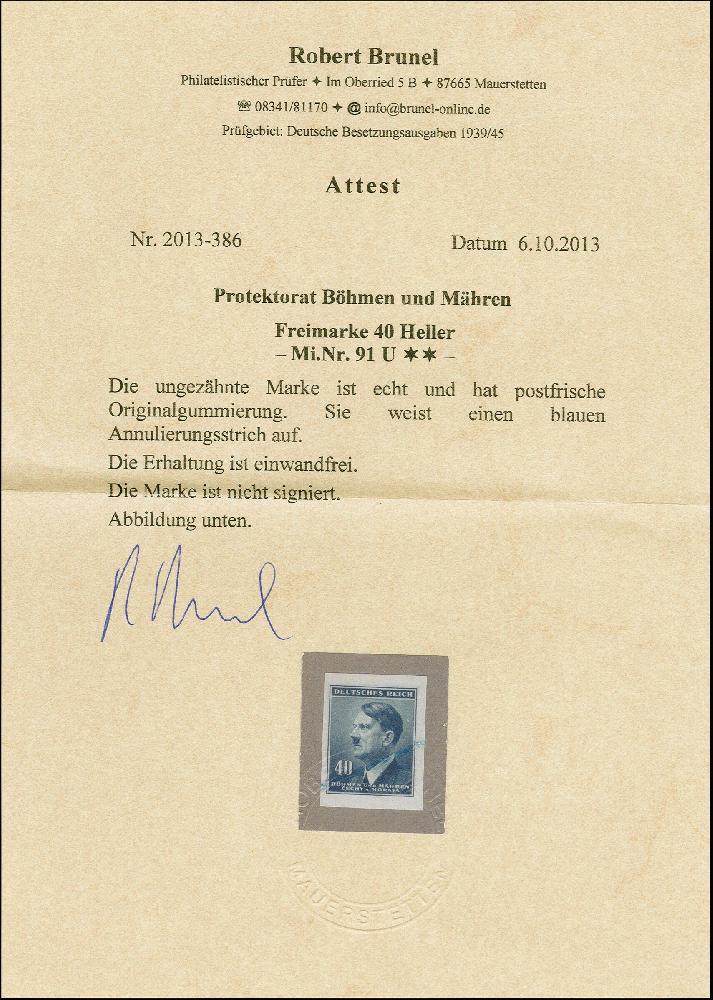 Robert Brunel
Philatelistischer Prüfer ✦ Im Oberried 5 B ✦ 87665 Mauerstetten
☏ 08341/81170 ✦ @ info@brunel-online.de
Prüfgebiet: Deutsche Besetzungsausgaben 1939/45
Attest
Nr. 2013-386 Datum 6.10.2013
Protektorat Böhmen und Mähren
Freimarke 40 Heller
– Mi.Nr. 91 U ✶✶ –
Die ungezähnte Marke ist echt und hat postfrische
Originalgummierung. Sie weist einen blauen
Annulierungsstrich auf.
Die Erhaltung ist einwandfrei.
Die Marke ist nicht signiert.
Abbildung unten.
DEUTSCHES REICH
40
BÖHMEN UND MÄHREN
ČECHY A MORAVA
MAUERSTETTEN